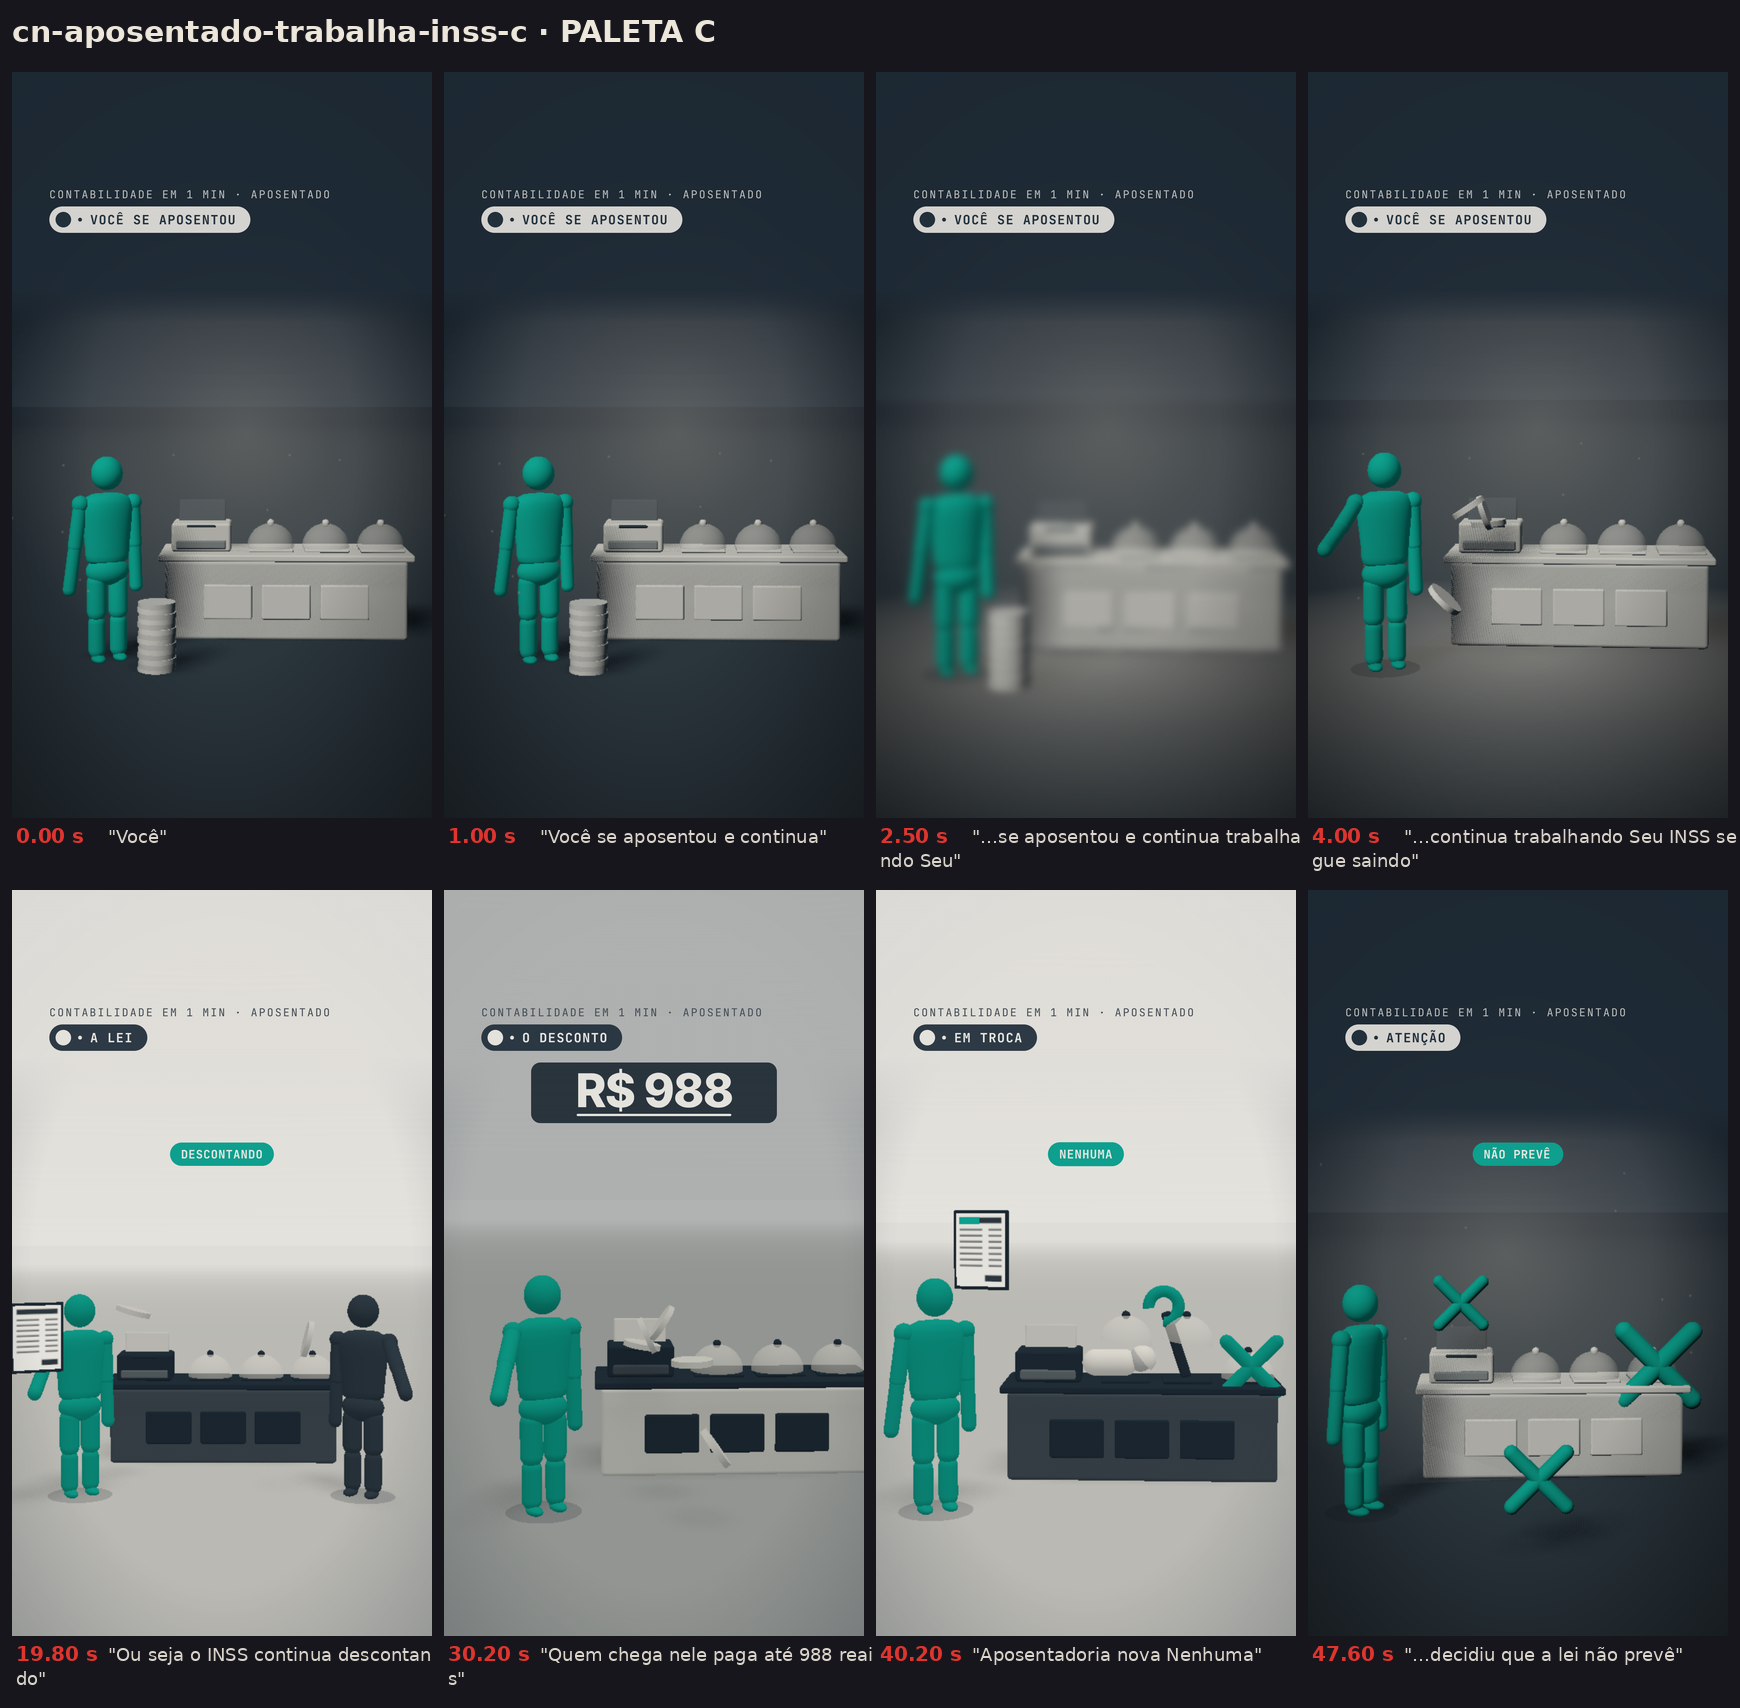 cn-aposentado-trabalha-inss-c · PALETA C
CONTABILIDADE EM 1 MIN · APOSENTADO
• VOCÊ SE APOSENTOU
CONTABILIDADE EM 1 MIN · APOSENTADO
• VOCÊ SE APOSENTOU
CONTABILIDADE EM 1 MIN · APOSENTADO
• VOCÊ SE APOSENTOU
CONTABILIDADE EM 1 MIN · APOSENTADO
• VOCÊ SE APOSENTOU
0.00 s "Você"
1.00 s "Você se aposentou e continua"
2.50 s "...se aposentou e continua trabalha
ndo Seu"
4.00 s "...continua trabalhando Seu INSS se
gue saindo"
CONTABILIDADE EM 1 MIN · APOSENTADO
• A LEI
DESCONTANDO
CONTABILIDADE EM 1 MIN · APOSENTADO
• O DESCONTO
R$ 988
CONTABILIDADE EM 1 MIN · APOSENTADO
• EM TROCA
NENHUMA
CONTABILIDADE EM 1 MIN · APOSENTADO
• ATENÇÃO
NÃO PREVÊ
19.80 s "Ou seja o INSS continua descontan
do"
30.20 s "Quem chega nele paga até 988 reai
s"
40.20 s "Aposentadoria nova Nenhuma"
47.60 s "...decidiu que a lei não prevê"